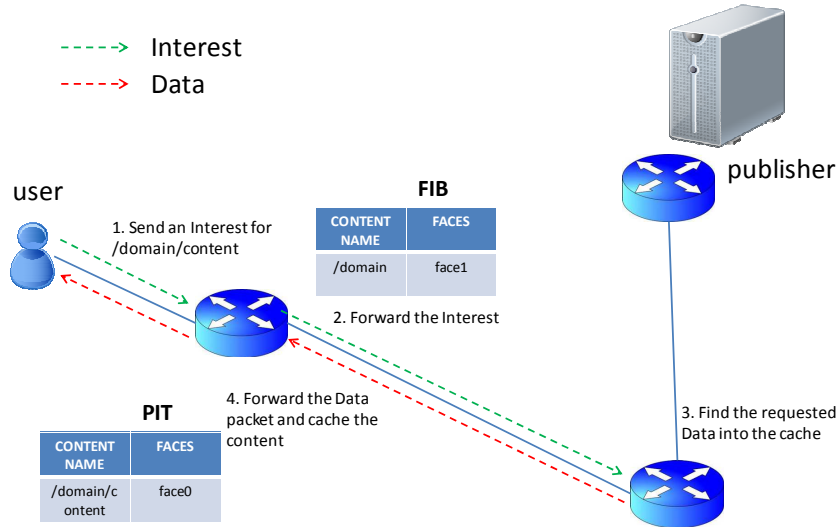 Interest
Data
publisher
user
FIB
1. Send an Interest for
/domain/content
CONTENT
NAME
FACES
/domain
face1
2. Forward the Interest
4. Forward the Data
packet and cache the
content
3. Find the requested
Data into the cache
PIT
CONTENT
NAME
FACES
/domain/c
ontent
face0